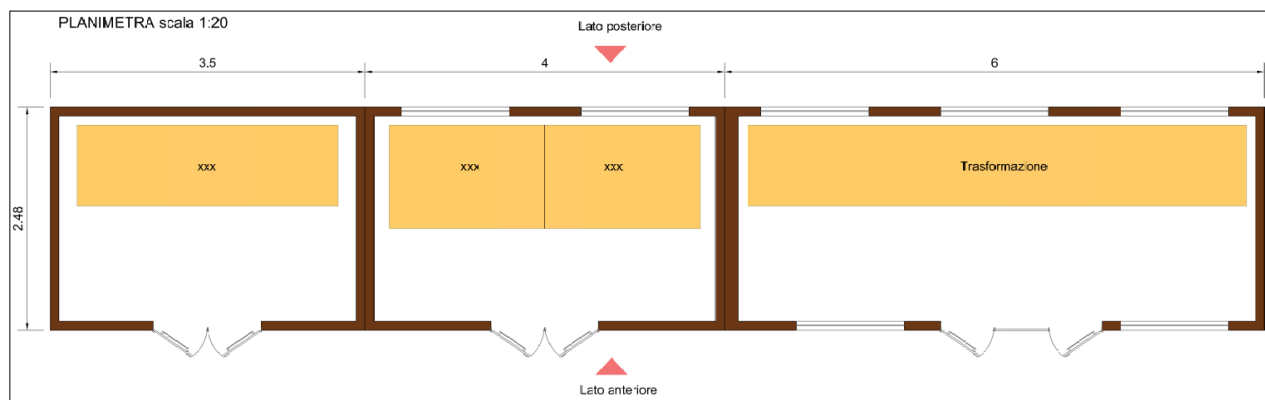 PLANIMETRA scala 1:20
Lato posteriore
3.5
4
6
2.48
xxx
xxx
xxx
Trasformazione
Lato anteriore